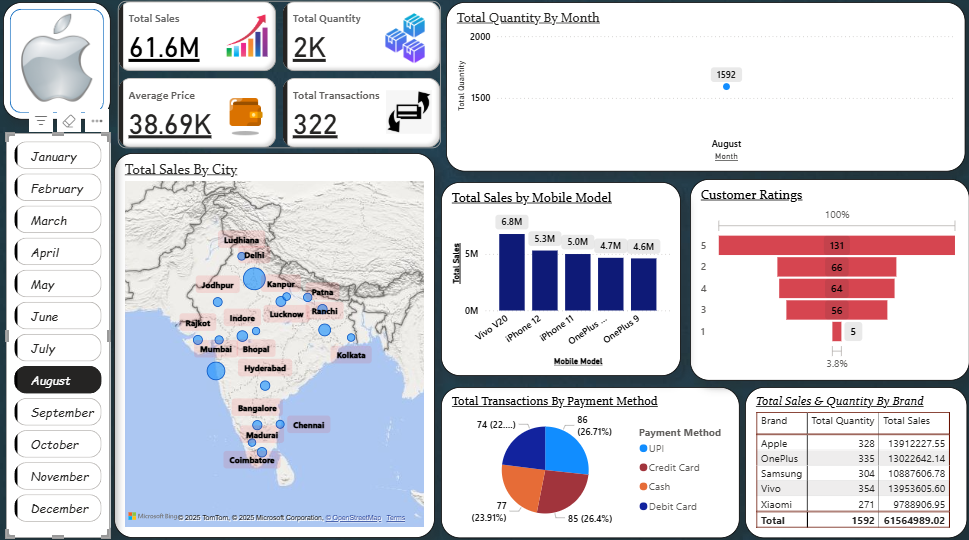 Total Sales
61.6M
Total Quantity
2K
Average Price
38.69K
Total Transactions
322
January
February
March
April
May
June
July
August
September
October
November
December
Total Sales By City
Ludhiana
Delhi
Jodhpur
Kanpur
Patna
Lucknow
Ranchi
Rajkot
Indore
Mumbai
Bhopal
Kolkata
Hyderabad
Bangalore
Chennai
Madurai
Coimbatore
Microsoft Bing
© 2025 TomTom, © 2025 Microsoft Corporation, © OpenStreetMap Terms
Total Quantity By Month
2000
Total Quantity
1592
1500
August
Month
Total Sales by Mobile Model
6.8M
5.3M
5.0M
4.7M
4.6M
Total Sales
5M
0M
Vivo V20
iPhone 12
iPhone 11
OnePlus ...
OnePlus 9
Mobile Model
Customer Ratings
100%
5 131
2 66
4 64
3 56
1 5
3.8%
Total Transactions By Payment Method
74 (22....)
86
(26.71%)
77
(23.91%)
85 (26.4%)
Payment Method
UPI
Credit Card
Cash
Debit Card
Total Sales & Quantity By Brand
Brand Total Quantity Total Sales
Apple 328 13912227.55
OnePlus 335 13022642.14
Samsung 304 10887606.78
Vivo 354 13953605.60
Xiaomi 271 9788906.95
Total 1592 61564989.02